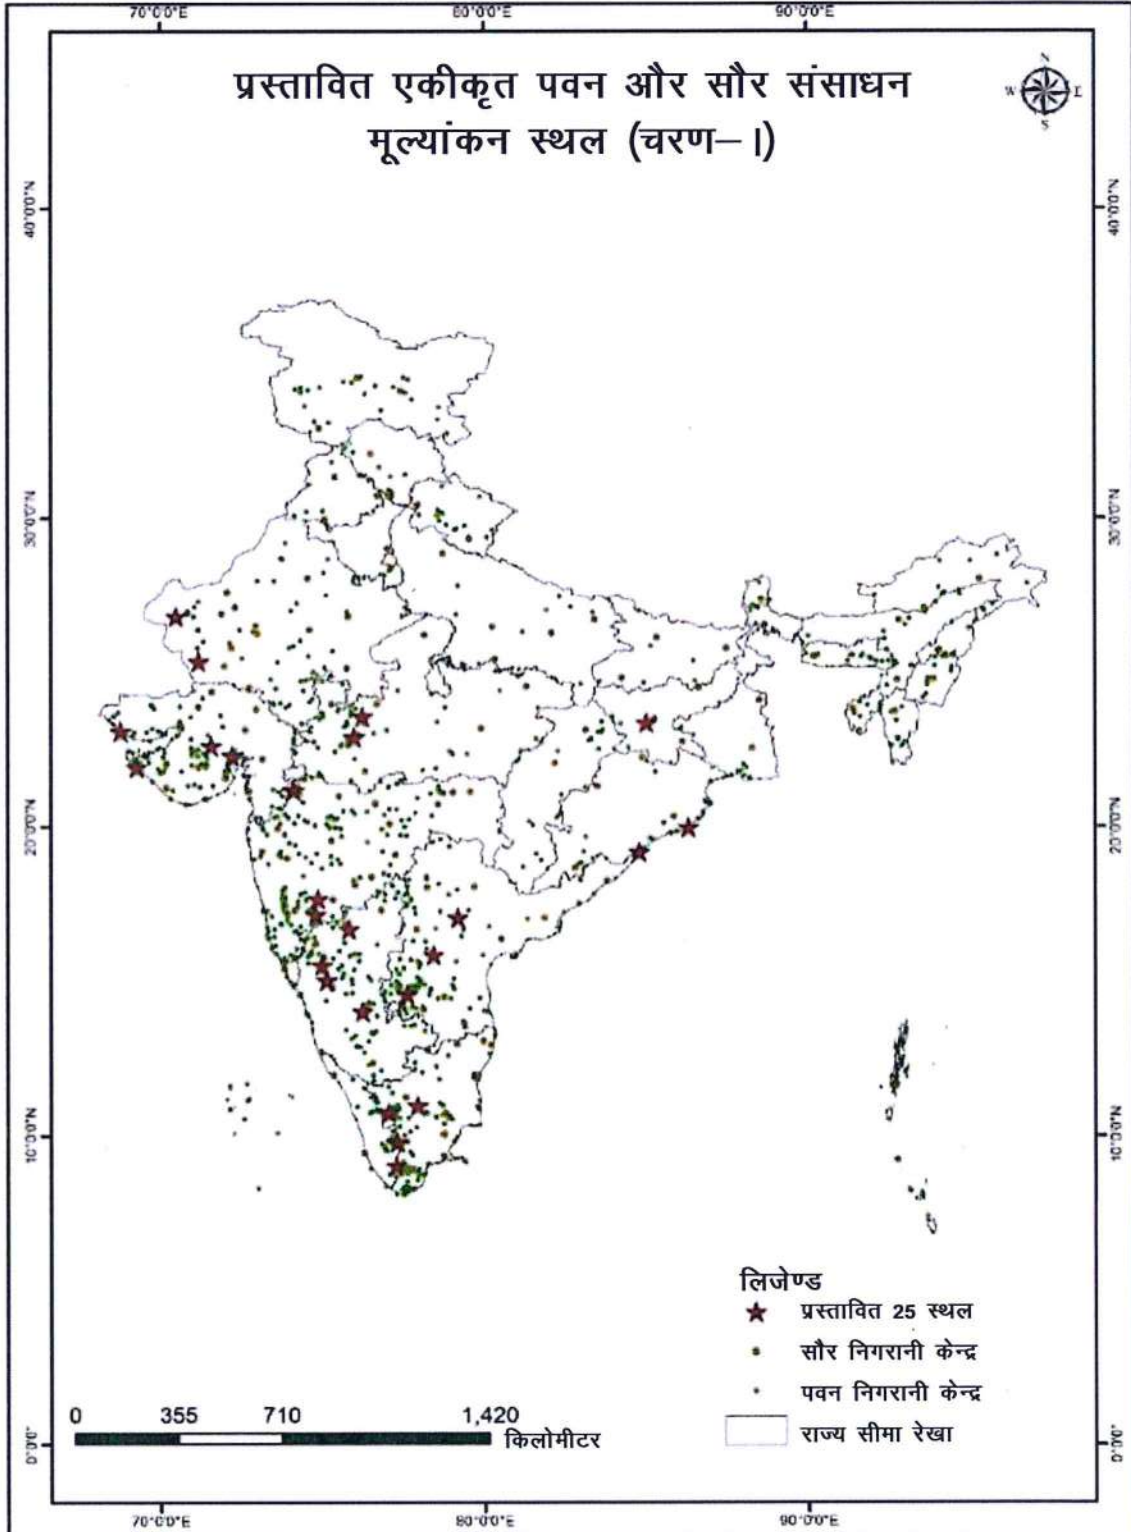 70°0'0"E 80°0'0"E 90°0'0"E
प्रस्तावित एकीकृत पवन और सौर संसाधन
मूल्यांकन स्थल (चरण–I)
N
W E
S
40°0'0"N 40°0'0"N
30°0'0"N 30°0'0"N
20°0'0"N 20°0'0"N
10°0'0"N 10°0'0"N
लिजेण्ड
प्रस्तावित 25 स्थल
सौर निगरानी केन्द्र
पवन निगरानी केन्द्र
राज्य सीमा रेखा
0 355 710 1,420
किलोमीटर
0°0'0" 0°0'0"
70°0'0"E 80°0'0"E 90°0'0"E